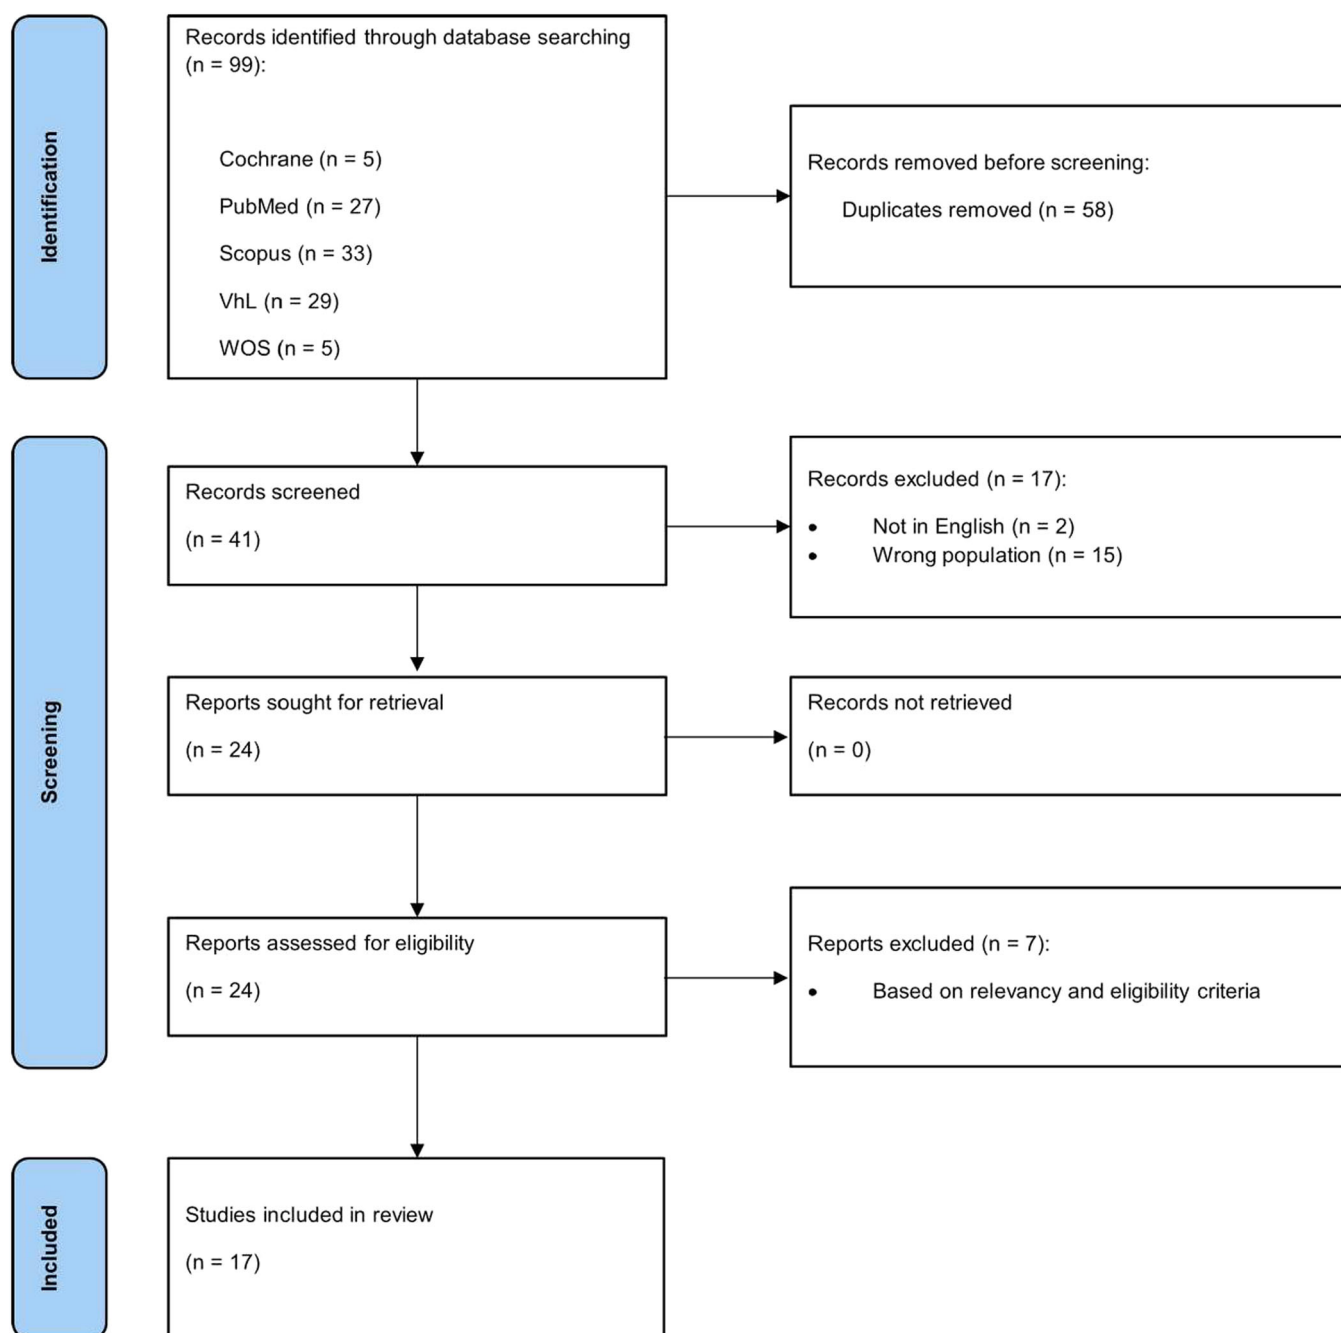 Identification
Records identified through database searching
(n = 99):
Cochrane (n = 5)
PubMed (n = 27)
Scopus (n = 33)
VhL (n = 29)
WOS (n = 5)
Records removed before screening:
Duplicates removed (n = 58)
Screening
Records screened
(n = 41)
Records excluded (n = 17):
• Not in English (n = 2)
• Wrong population (n = 15)
Reports sought for retrieval
(n = 24)
Records not retrieved
(n = 0)
Reports assessed for eligibility
(n = 24)
Reports excluded (n = 7):
• Based on relevancy and eligibility criteria
Included
Studies included in review
(n = 17)